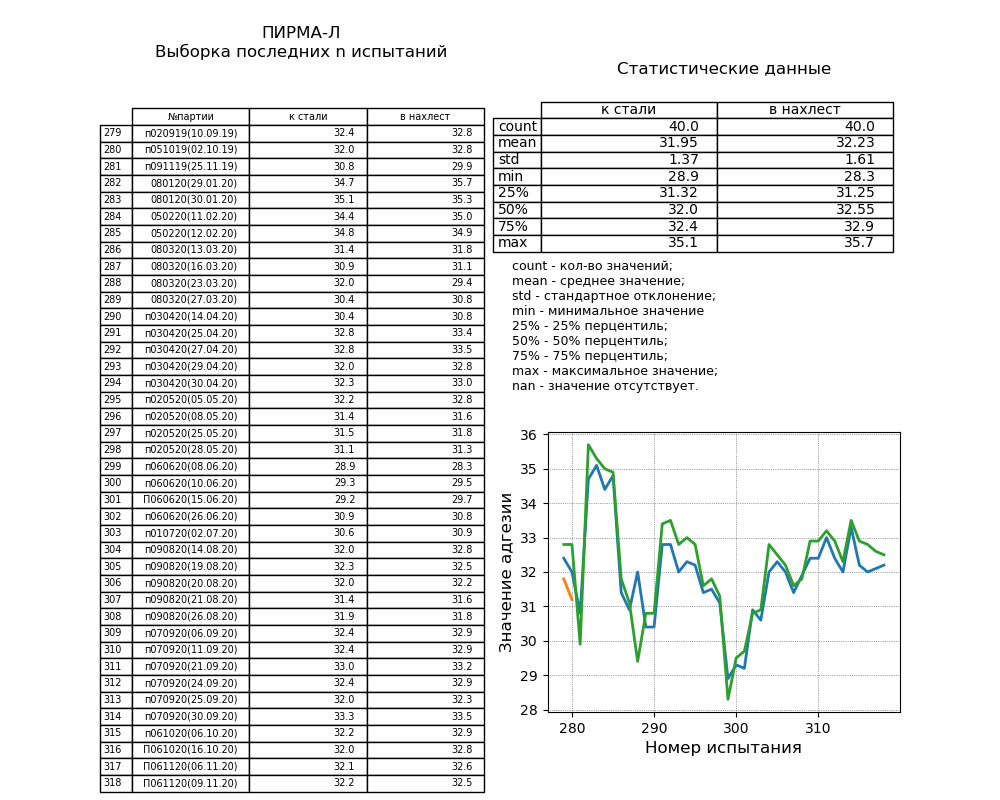 ПИРМА-Л
Выборка последних n испытаний
№партии к стали в нахлест
279 п020919(10.09.19) 32.4 32.8
280 п051019(02.10.19) 32.0 32.8
281 п091119(25.11.19) 30.8 29.9
282 080120(29.01.20) 34.7 35.7
283 080120(30.01.20) 35.1 35.3
284 050220(11.02.20) 34.4 35.0
285 050220(12.02.20) 34.8 34.9
286 080320(13.03.20) 31.4 31.8
287 080320(16.03.20) 30.9 31.1
288 080320(23.03.20) 32.0 29.4
289 080320(27.03.20) 30.4 30.8
290 п030420(14.04.20) 30.4 30.8
291 п030420(25.04.20) 32.8 33.4
292 п030420(27.04.20) 32.8 33.5
293 п030420(29.04.20) 32.0 32.8
294 п030420(30.04.20) 32.3 33.0
295 п020520(05.05.20) 32.2 32.8
296 п020520(08.05.20) 31.4 31.6
297 п020520(25.05.20) 31.5 31.8
298 п020520(28.05.20) 31.1 31.3
299 п060620(08.06.20) 28.9 28.3
300 п060620(10.06.20) 29.3 29.5
301 П060620(15.06.20) 29.2 29.7
302 п060620(26.06.20) 30.9 30.8
303 п010720(02.07.20) 30.6 30.9
304 п090820(14.08.20) 32.0 32.8
305 п090820(19.08.20) 32.3 32.5
306 п090820(20.08.20) 32.0 32.2
307 п090820(21.08.20) 31.4 31.6
308 п090820(26.08.20) 31.9 31.8
309 п070920(06.09.20) 32.4 32.9
310 п070920(11.09.20) 32.4 32.9
311 п070920(21.09.20) 33.0 33.2
312 п070920(24.09.20) 32.4 32.9
313 п070920(25.09.20) 32.0 32.3
314 п070920(30.09.20) 33.3 33.5
315 п061020(06.10.20) 32.2 32.9
316 П061020(16.10.20) 32.0 32.8
317 П061120(06.11.20) 32.1 32.6
318 П061120(09.11.20) 32.2 32.5
Статистические данные
к стали в нахлест
count 40.0 40.0
mean 31.95 32.23
std 1.37 1.61
min 28.9 28.3
25% 31.32 31.25
50% 32.0 32.55
75% 32.4 32.9
max 35.1 35.7
count - кол-во значений;
mean - среднее значение;
std - стандартное отклонение;
min - минимальное значение
25% - 25% перцентиль;
50% - 50% перцентиль;
75% - 75% перцентиль;
max - максимальное значение;
nan - значение отсутствует.
Значение адгезии
36
35
34
33
32
31
30
29
28
280 290 300 310
Номер испытания